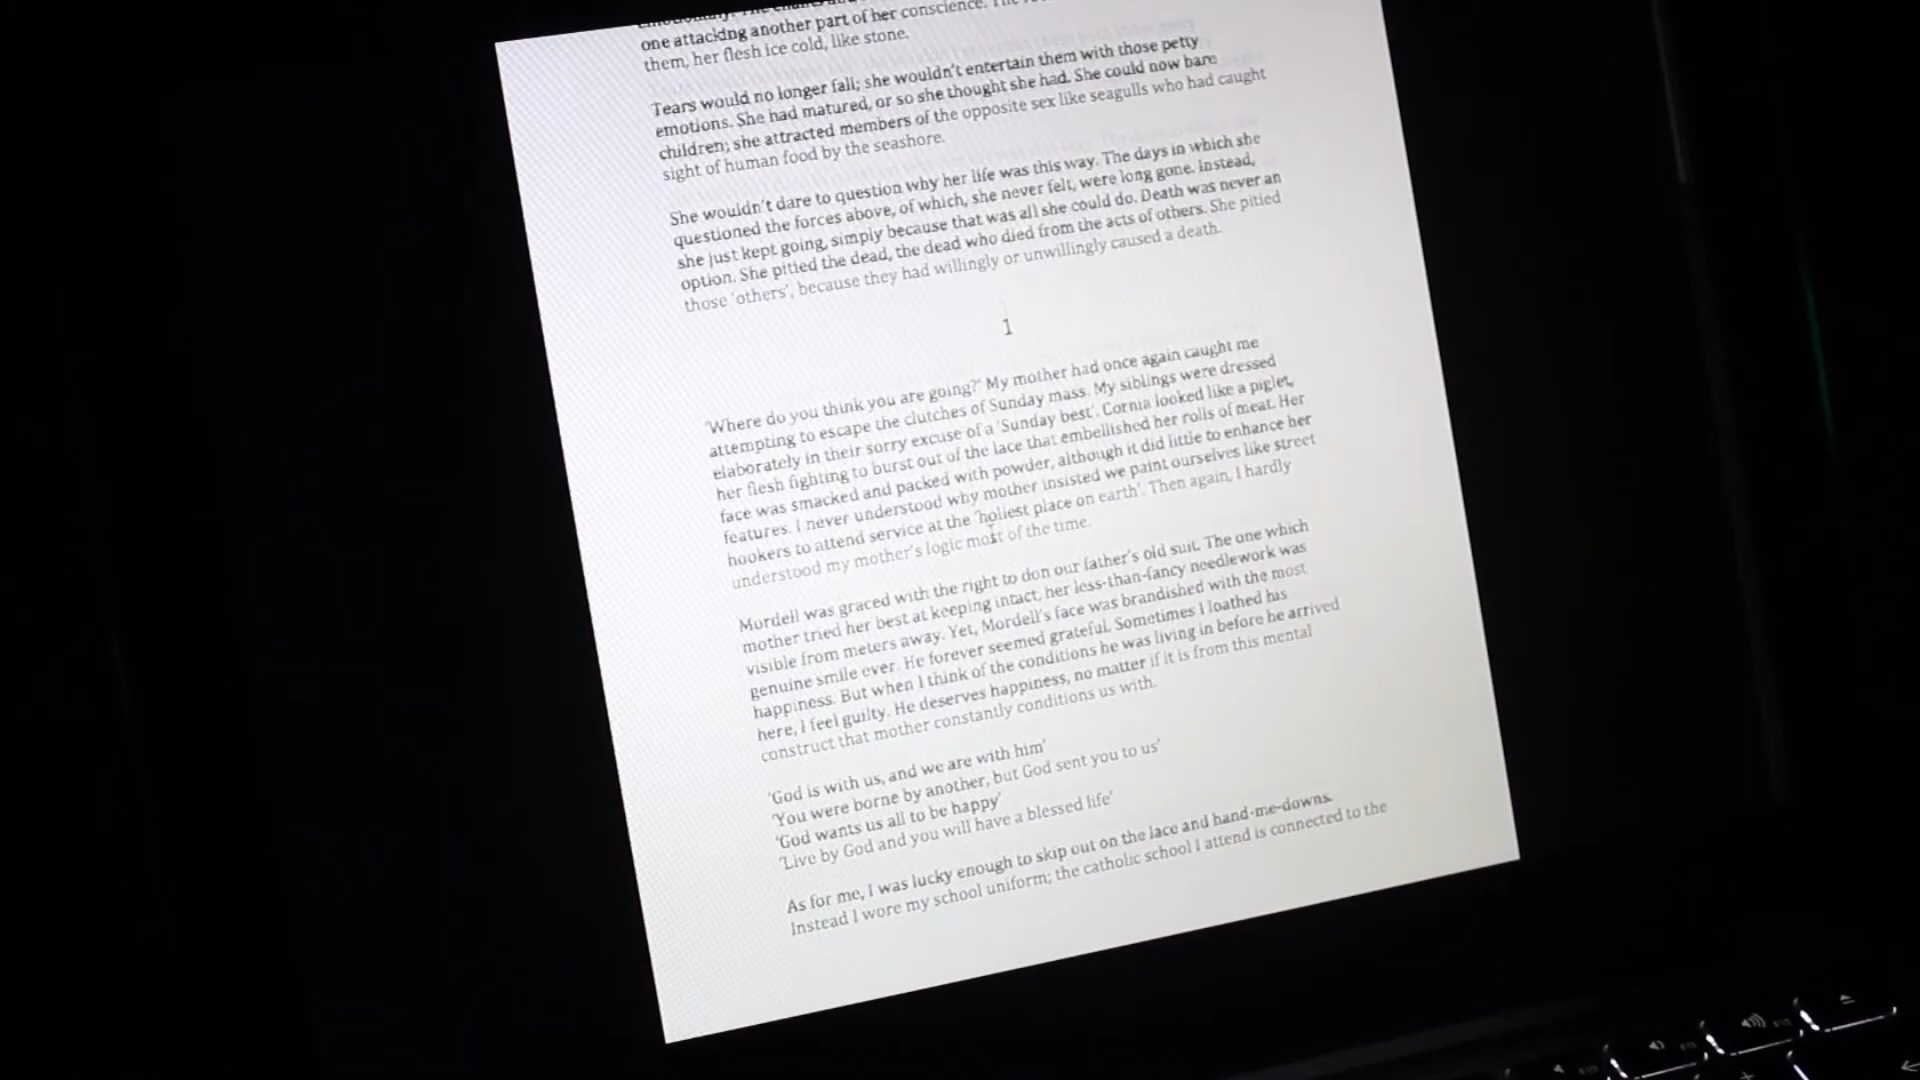 one attacking another part of her conscience.
them, her flesh ice cold, like stone.
Tears would no longer fall; she wouldn't entertain them with those petty
emotions. She had matured, or so she thought she had. She could now bare
children; she attracted members of the opposite sex like seagulls who had caught
sight of human food by the seashore.
She wouldn't dare to question why her life was this way. The days in which she
questioned the forces above, of which, she never felt, were long gone. Instead,
she just kept going, simply because that was all she could do. Death was never an
option. She pitied the dead, the dead who died from the acts of others. She pitied
those 'others', because they had willingly or unwillingly caused a death.
1
'Where do you think you are going?' My mother had once again caught me
attempting to escape the clutches of Sunday mass. My siblings were dressed
elaborately in their sorry excuse of a 'Sunday best'. Cornia looked like a piglet,
her flesh fighting to burst out of the lace that embellished her rolls of meat. Her
face was smacked and packed with powder, although it did little to enhance her
features. I never understood why mother insisted we paint ourselves like street
hookers to attend service at the 'holiest place on earth'. Then again, I hardly
understood my mother's logic most of the time.
Mordell was graced with the right to don our father's old suit. The one which
mother tried her best at keeping intact, her less-than-fancy needlework was
visible from meters away. Yet, Mordell's face was brandished with the most
genuine smile ever. He forever seemed grateful. Sometimes I loathed his
happiness. But when I think of the conditions he was living in before he arrived
here, I feel guilty. He deserves happiness, no matter if it is from this mental
construct that mother constantly conditions us with.
'God is with us, and we are with him'
'You were borne by another, but God sent you to us'
'God wants us all to be happy'
'Live by God and you will have a blessed life'
As for me, I was lucky enough to skip out on the lace and hand-me-downs.
Instead I wore my school uniform; the catholic school I attend is connected to the